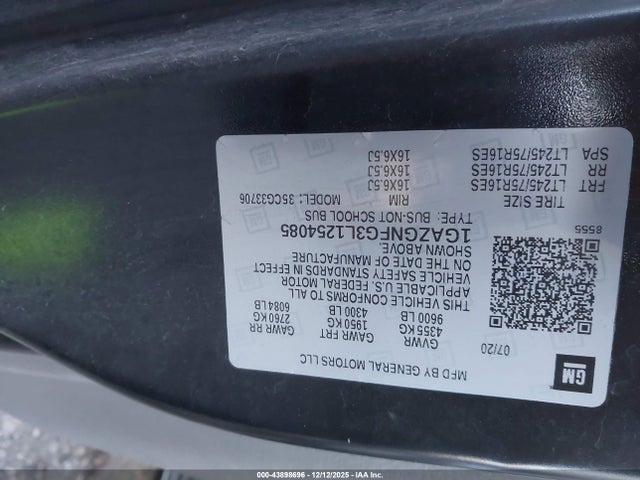 MFD BY GENERAL MOTORS LLC
GM
07/20
GVWR
4355 KG
9600 LB
GAWR FRT
1950 KG
4300 LB
GAWR RR
2760 KG
6084 LB
THIS VEHICLE CONFORMS TO ALL
APPLICABLE U.S. FEDERAL MOTOR
VEHICLE SAFETY STANDARDS IN EFFECT
ON THE DATE OF MANUFACTURE
SHOWN ABOVE.
1GAZGNFG3L1254085
TYPE: BUS-NOT SCHOOL BUS
MODEL: 3SCG33706
8555
TIRE SIZE RIM
FRT LT245/75R16ES 16X6.5J
RR LT245/75R16ES 16X6.5J
SPA LT245/75R16ES 16X6.5J
000-43898696 - 12/12/2025 - IAA Inc.